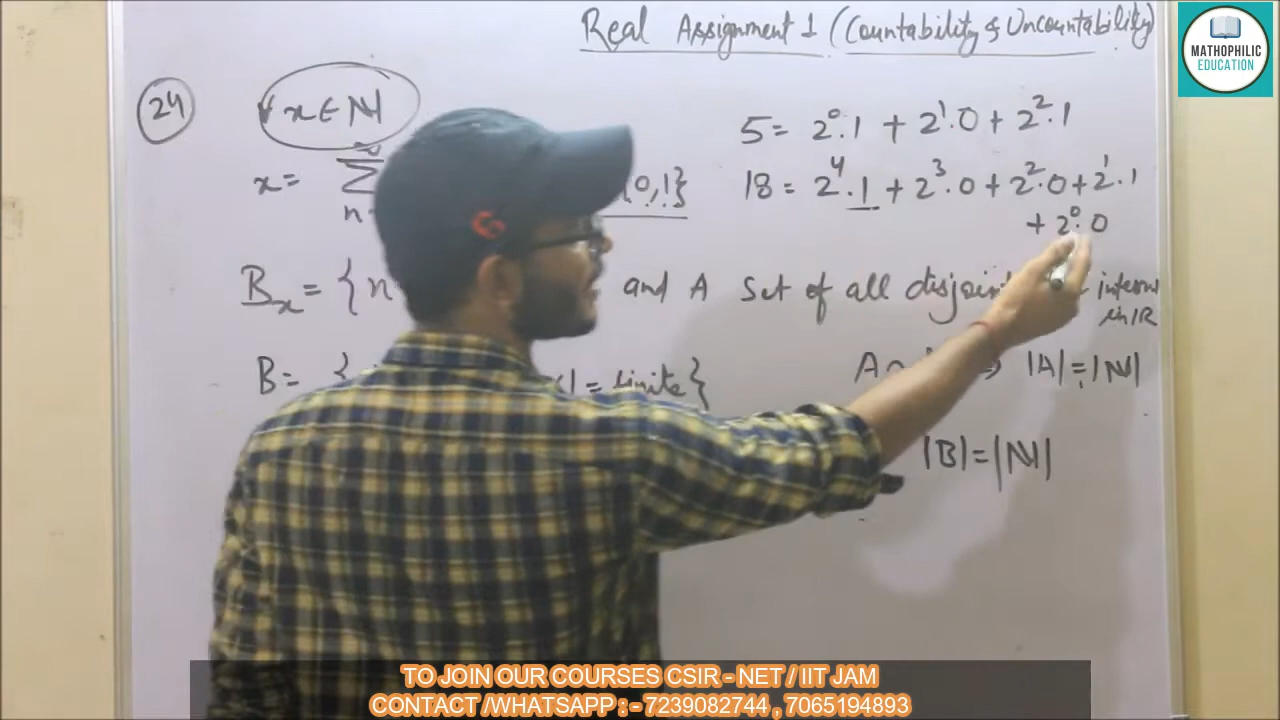 Real Assignment 1 (Countability & Uncountability)
MATHOPHILIC
EDUCATION
24
∀ x ∈ ℕ
5 = 2⁰.1 + 2¹.0 + 2².1
x = ∑ {0,1}
n
18 = 2⁴.1 + 2³.0 + 2².0 + 2¹.1
+ 2⁰.0
Bₓ = { n and A Set of all
in ℝ
B = { | = finite}
A ⇒ |A| = |ℕ|
|B| = |ℕ|
TO JOIN OUR COURSES CSIR - NET / IIT JAM
CONTACT /WHATSAPP : - 7239082744 , 7065194893